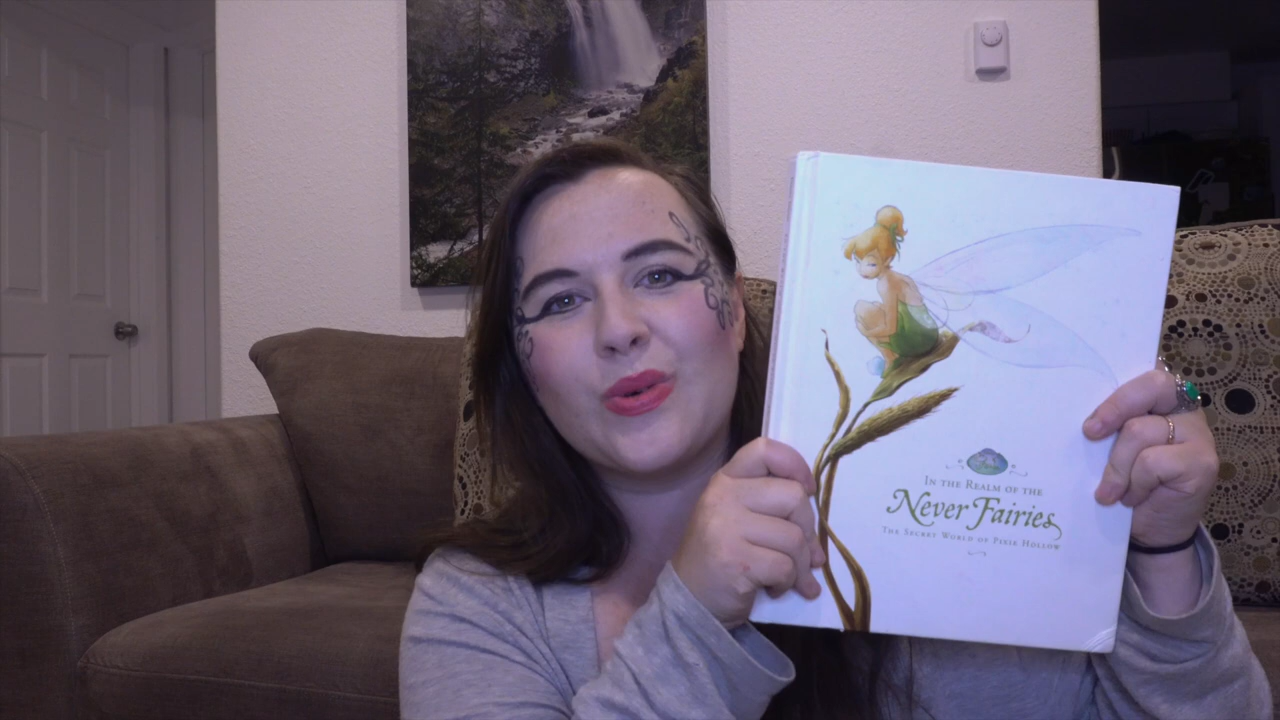 In the Realm of the
Never Fairies
The Secret World of Pixie Hollow